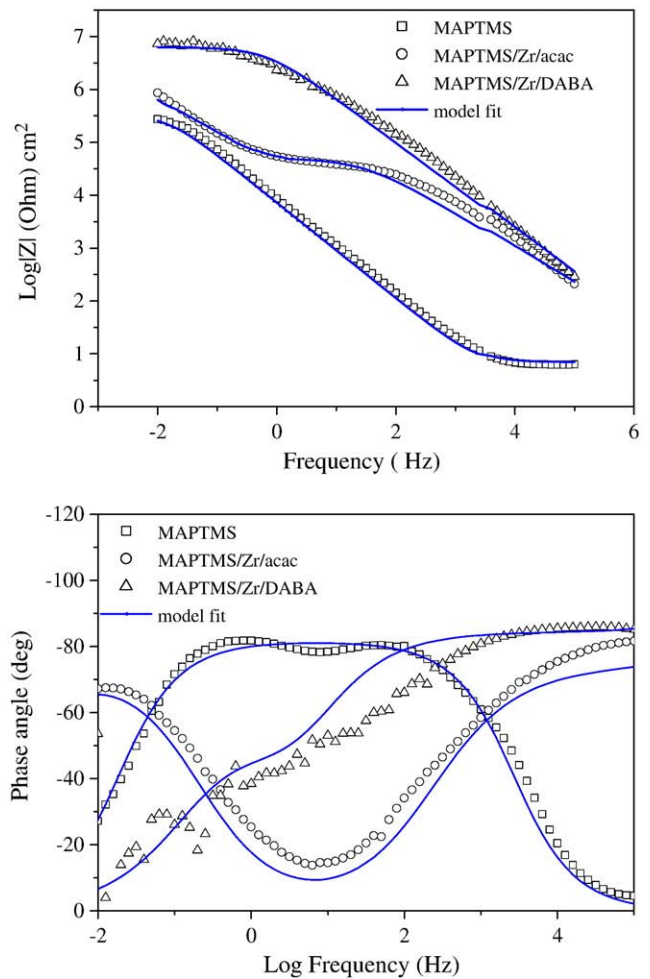 7
6
5
4
3
2
1
0
-2
0
2
4
6
Log|Z| (Ohm) cm²
Frequency ( Hz)
MAPTMS
MAPTMS/Zr/acac
MAPTMS/Zr/DABA
model fit
-120
-100
-80
-60
-40
-20
0
-2
0
2
4
Phase angle (deg)
Log Frequency (Hz)
MAPTMS
MAPTMS/Zr/acac
MAPTMS/Zr/DABA
model fit